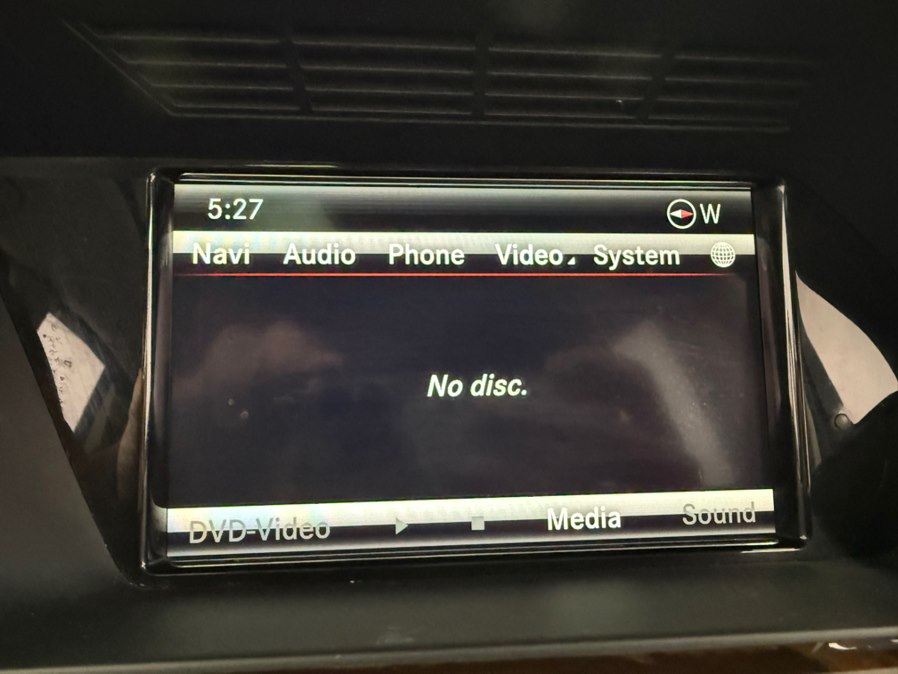 5:27 W
Navi Audio Phone Video System
No disc.
DVD-Video Media Sound